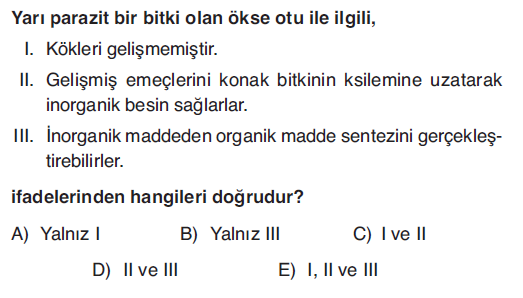 Yarı parazit bir bitki olan ökse otu ile ilgili,
I. Kökleri gelişmemiştir.
II. Gelişmiş emeçlerini konak bitkinin ksilemine uzatarak
inorganik besin sağlarlar.
III. İnorganik maddeden organik madde sentezini gerçekleş-
tirebilirler.
ifadelerinden hangileri doğrudur?
A) Yalnız I B) Yalnız III C) I ve II
D) II ve III E) I, II ve III